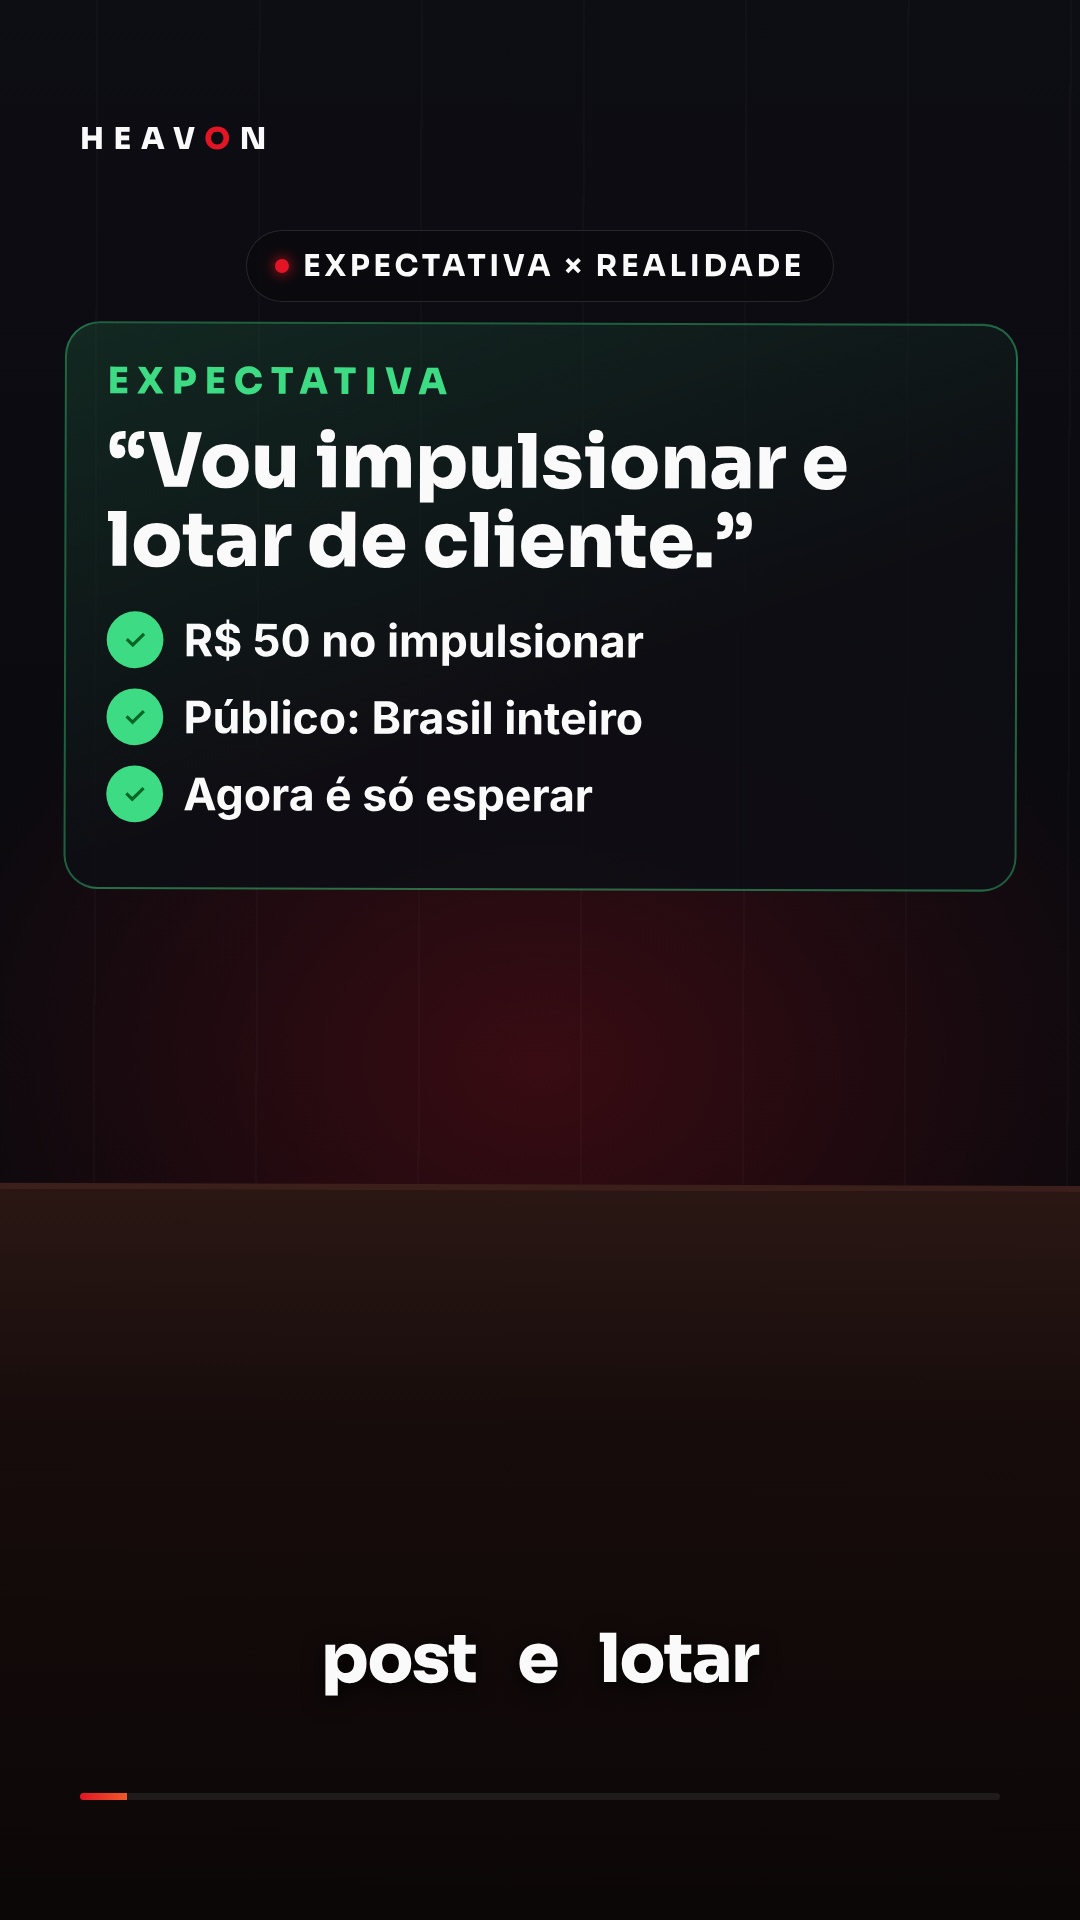 HEAVON
EXPECTATIVA × REALIDADE
EXPECTATIVA
“Vou impulsionar e
lotar de cliente.”
R$ 50 no impulsionar
Público: Brasil inteiro
Agora é só esperar
post e lotar